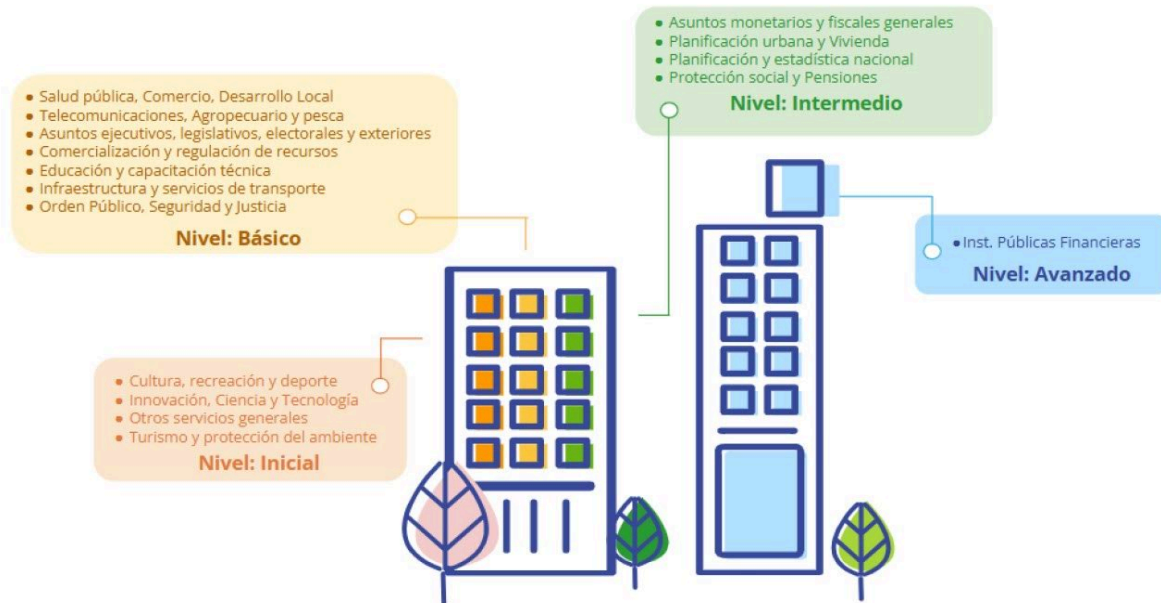 • Asuntos monetarios y fiscales generales
• Planificación urbana y Vivienda
• Planificación y estadística nacional
• Protección social y Pensiones
Nivel: Intermedio
• Salud pública, Comercio, Desarrollo Local
• Telecomunicaciones, Agropecuario y pesca
• Asuntos ejecutivos, legislativos, electorales y exteriores
• Comercialización y regulación de recursos
• Educación y capacitación técnica
• Infraestructura y servicios de transporte
• Orden Público, Seguridad y Justicia
Nivel: Básico
• Inst. Públicas Financieras
Nivel: Avanzado
• Cultura, recreación y deporte
• Innovación, Ciencia y Tecnología
• Otros servicios generales
• Turismo y protección del ambiente
Nivel: Inicial